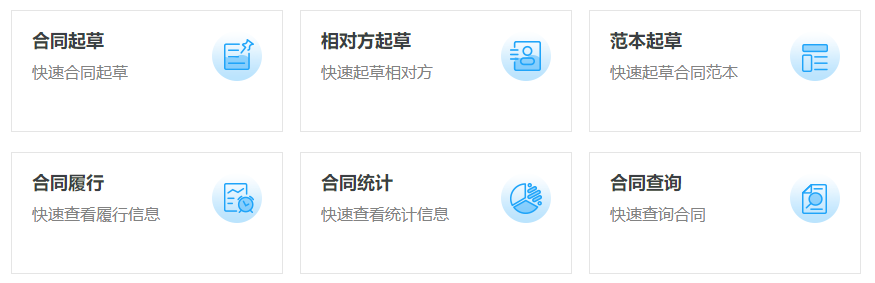 合同起草
快速合同起草
相对方起草
快速起草相对方
范本起草
快速起草合同范本
合同履行
快速查看履行信息
合同统计
快速查看统计信息
合同查询
快速查询合同